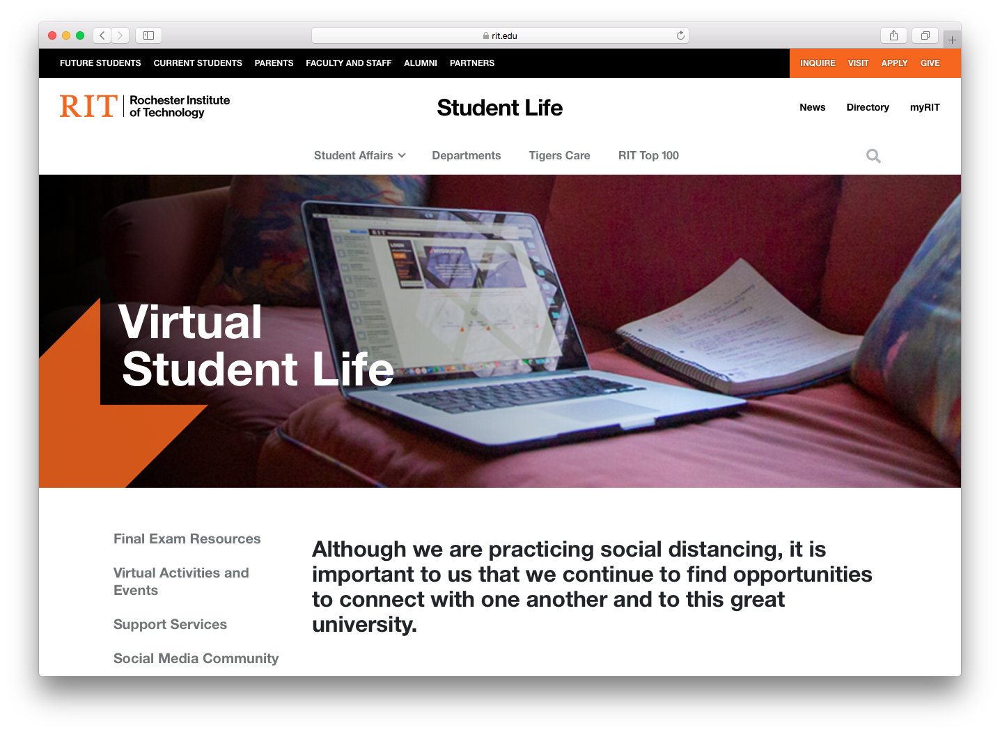 rit.edu
FUTURE STUDENTS CURRENT STUDENTS PARENTS FACULTY AND STAFF ALUMNI PARTNERS INQUIRE VISIT APPLY GIVE
RIT Rochester Institute
of Technology
Student Life
News Directory myRIT
Student Affairs Departments Tigers Care RIT Top 100
RIT
LOGIN
MYCOURSES
Virtual
Student Life
Final Exam Resources
Virtual Activities and
Events
Support Services
Social Media Community
Although we are practicing social distancing, it is
important to us that we continue to find opportunities
to connect with one another and to this great
university.